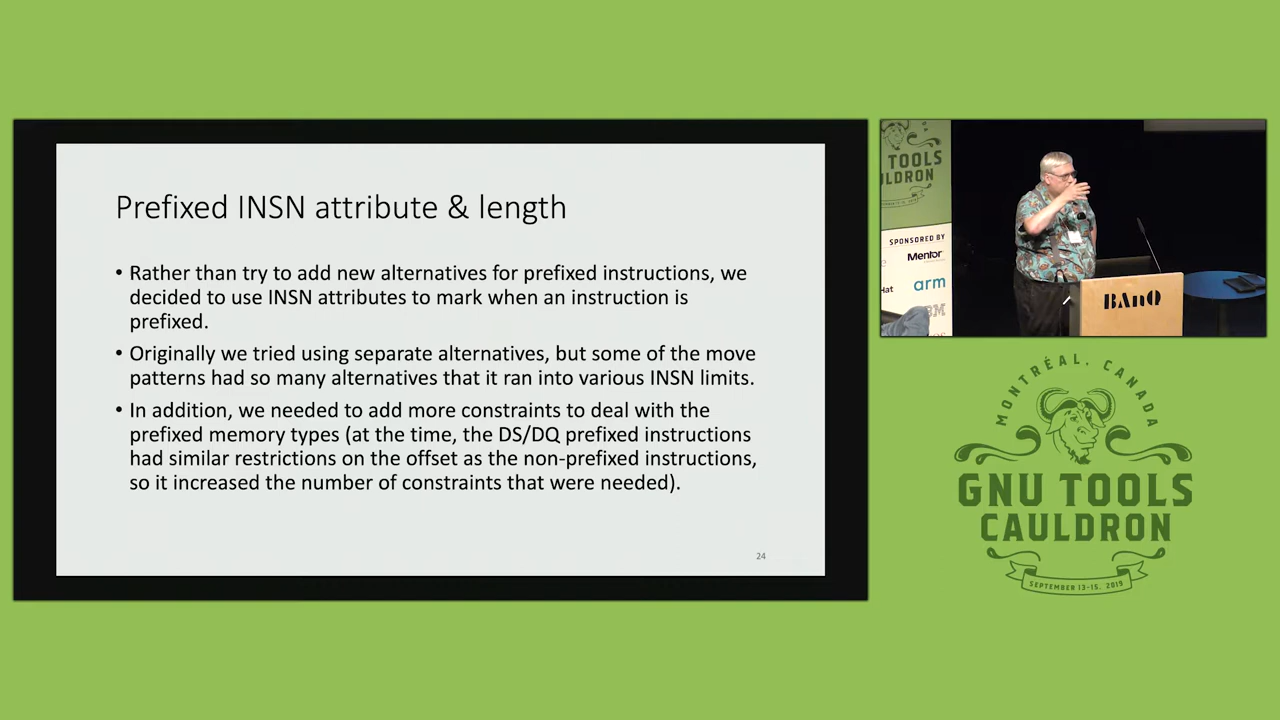 Prefixed INSN attribute & length
• Rather than try to add new alternatives for prefixed instructions, we
decided to use INSN attributes to mark when an instruction is
prefixed.
• Originally we tried using separate alternatives, but some of the move
patterns had so many alternatives that it ran into various INSN limits.
• In addition, we needed to add more constraints to deal with the
prefixed memory types (at the time, the DS/DQ prefixed instructions
had similar restrictions on the offset as the non-prefixed instructions,
so it increased the number of constraints that were needed).
24
TOOLS
SPONSORED BY
Mentor
arm
BAnQ
MONTRÉAL, CANADA
GNU TOOLS
CAULDRON
SEPTEMBER 13-15, 2019